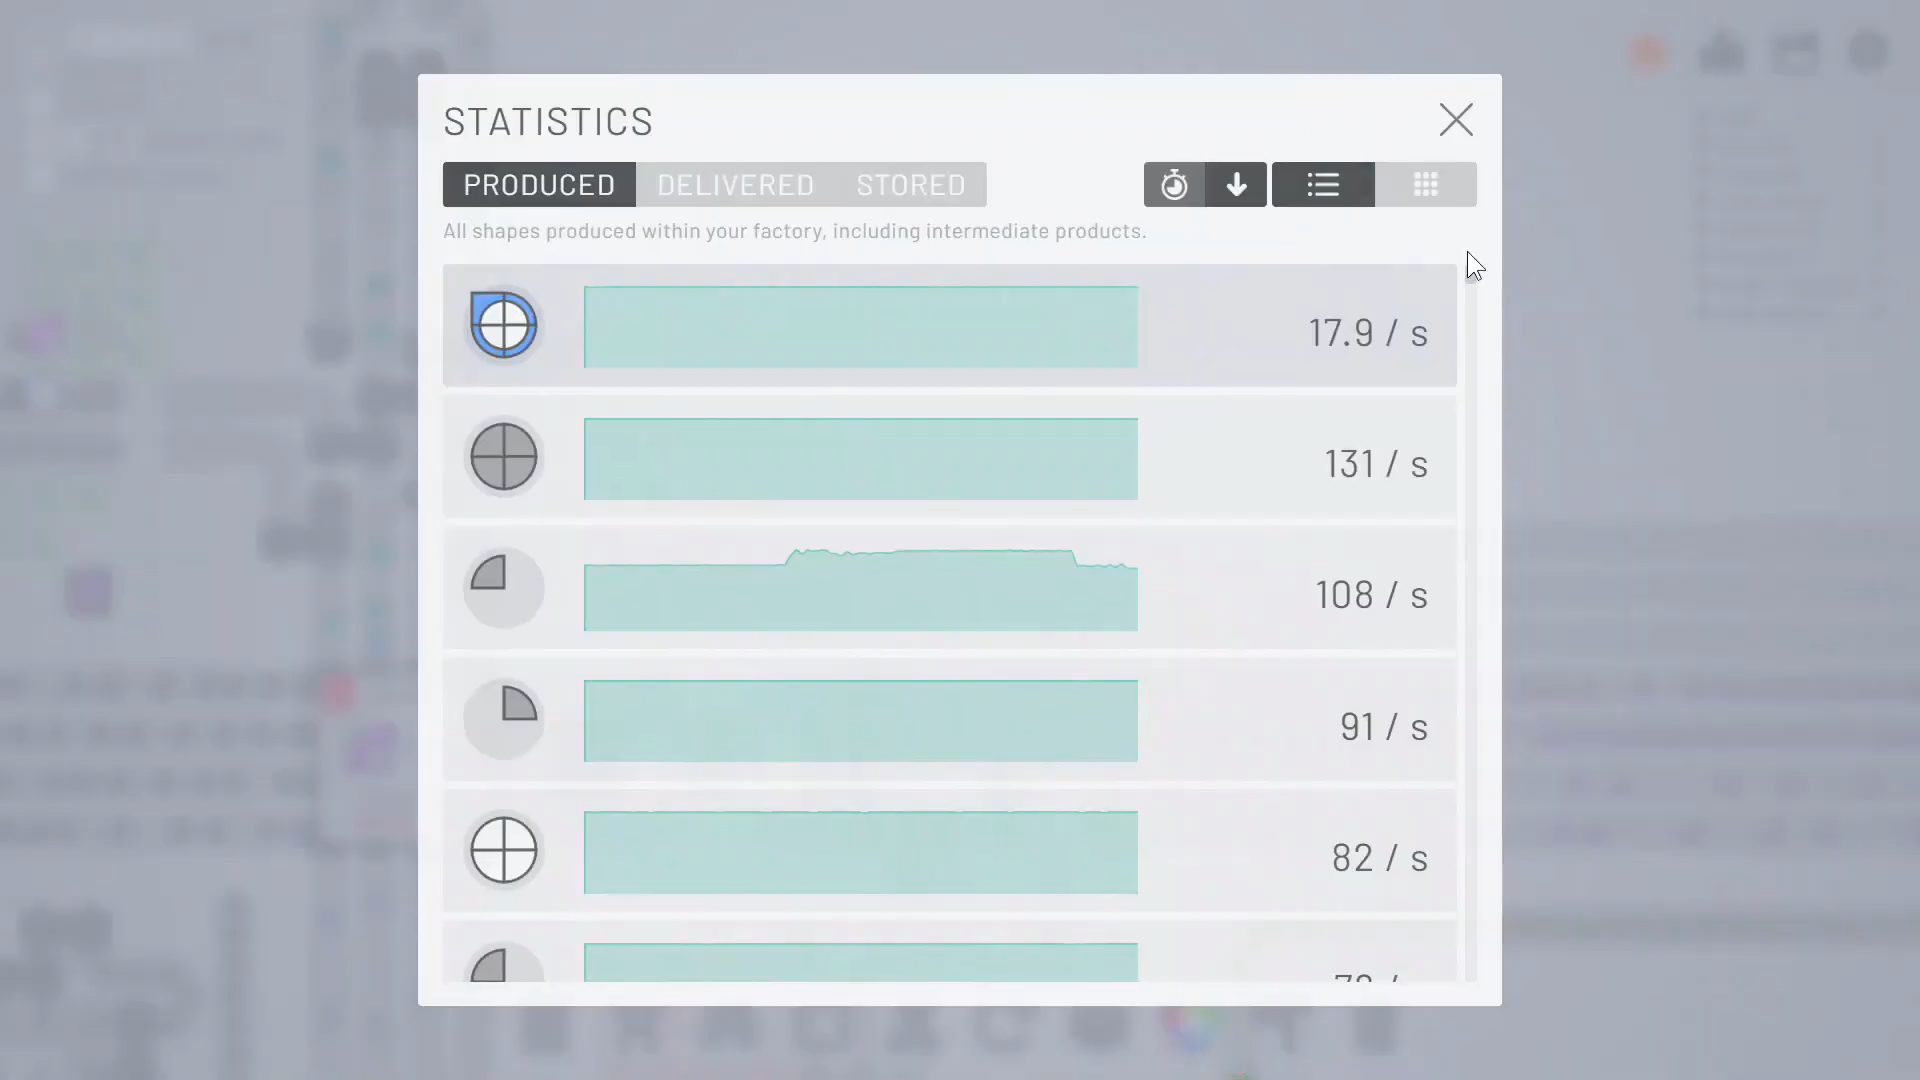 STATISTICS
PRODUCED DELIVERED STORED
All shapes produced within your factory, including intermediate products.
17.9 / s
131 / s
108 / s
91 / s
82 / s